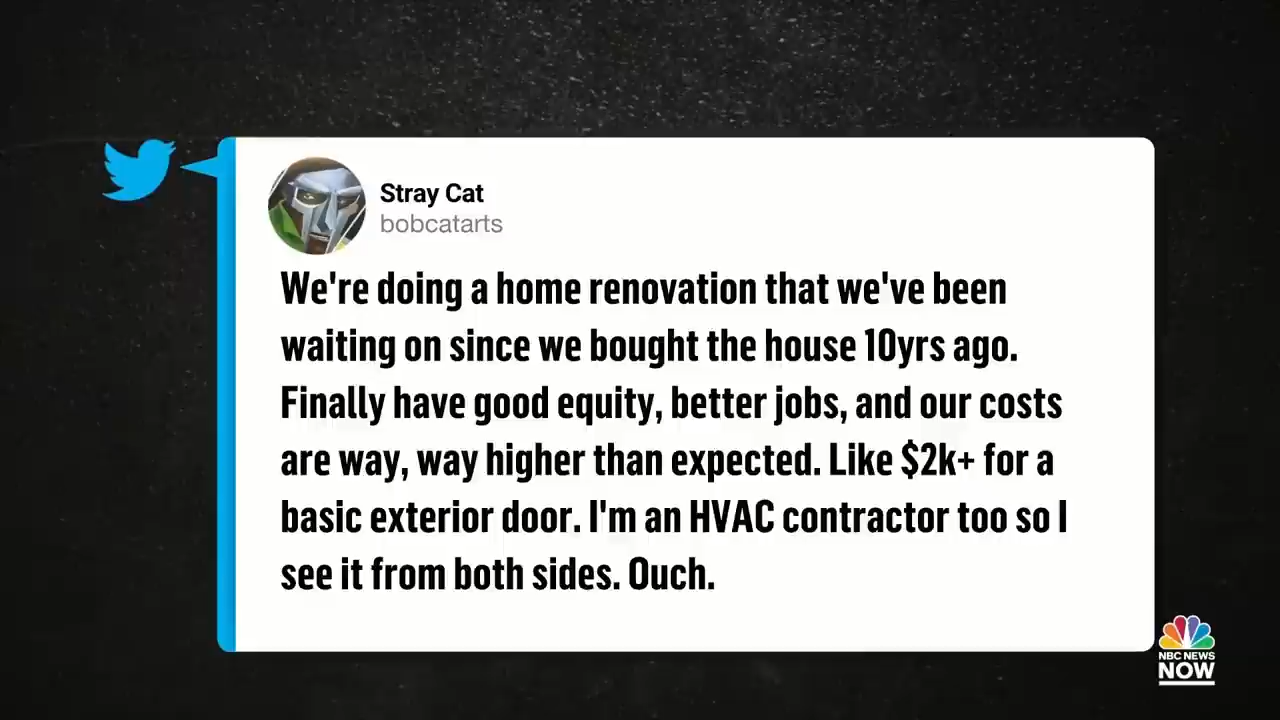 Stray Cat
bobcatarts
We're doing a home renovation that we've been
waiting on since we bought the house 10yrs ago.
Finally have good equity, better jobs, and our costs
are way, way higher than expected. Like $2k+ for a
basic exterior door. I'm an HVAC contractor too so I
see it from both sides. Ouch.
NBC NEWS
NOW